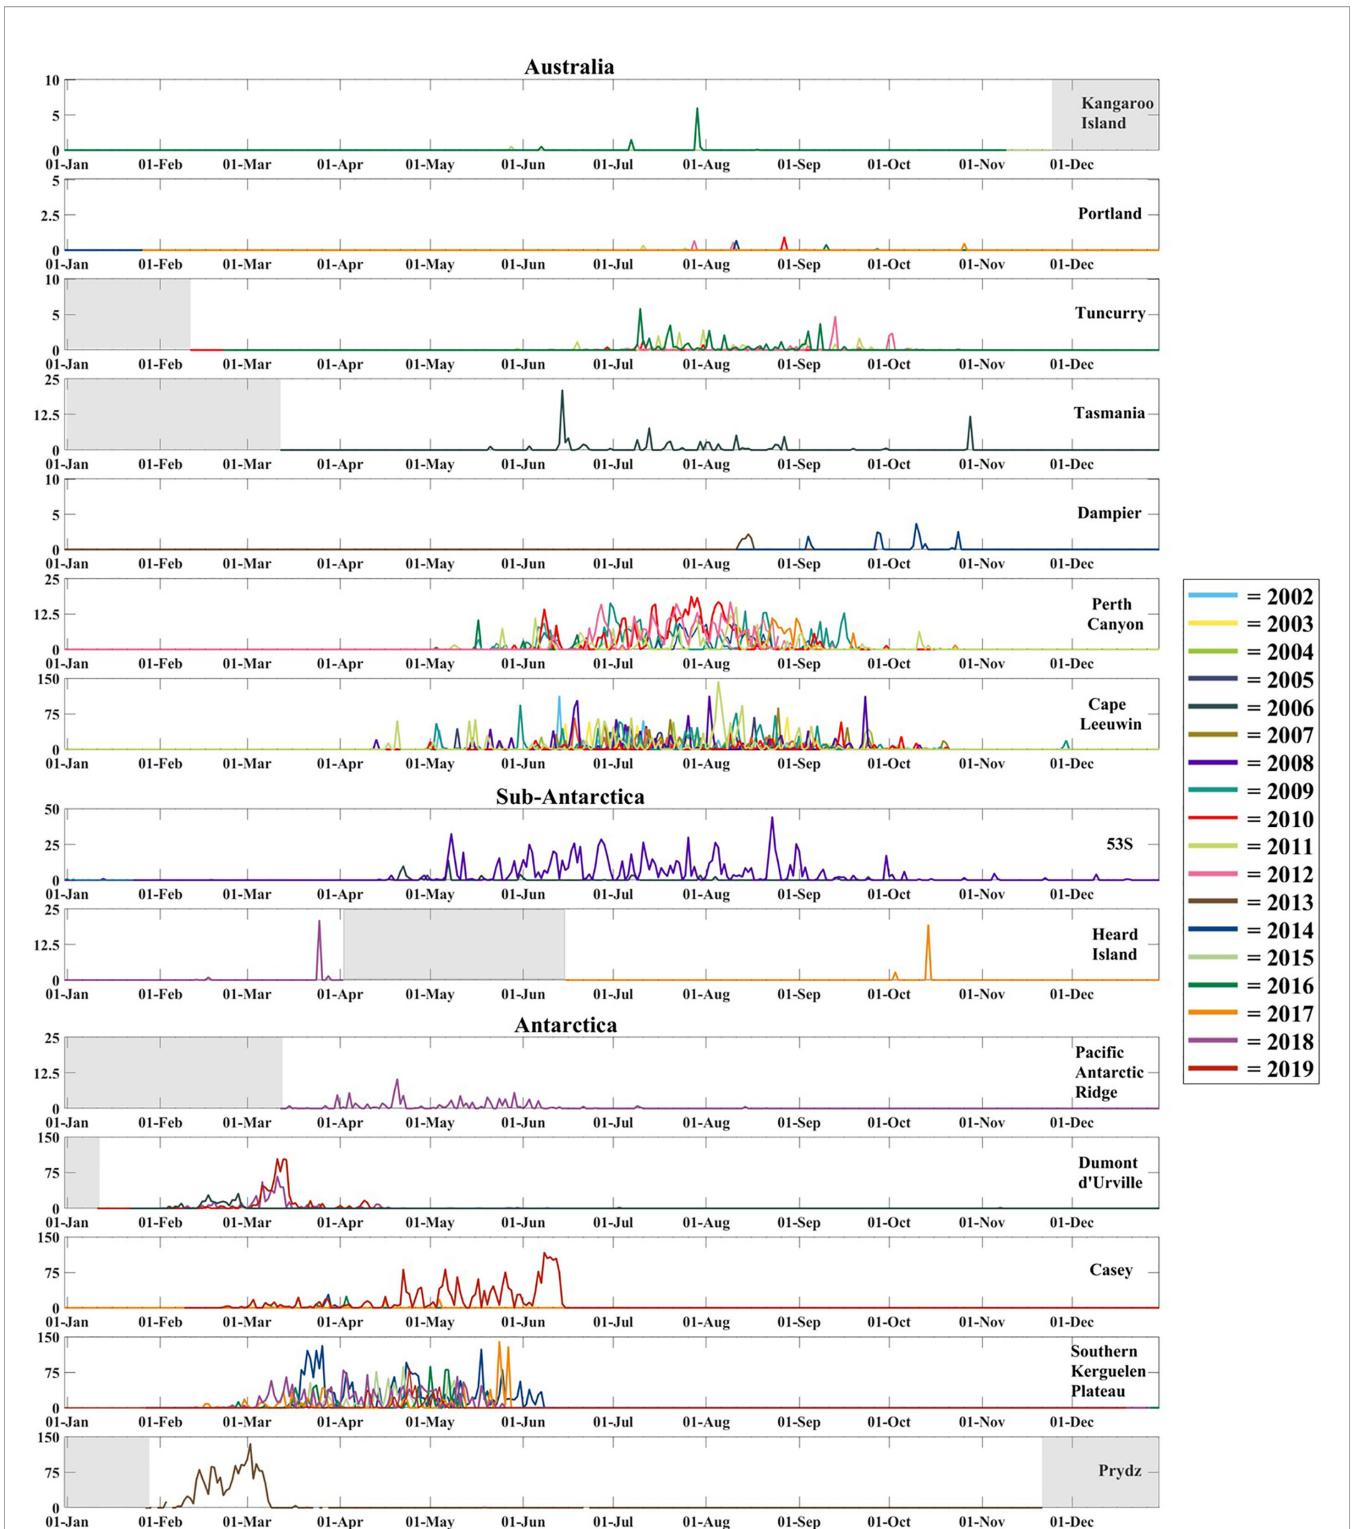 Australia
10
5
0
Kangaroo
Island
01-Jan 01-Feb 01-Mar 01-Apr 01-May 01-Jun 01-Jul 01-Aug 01-Sep 01-Oct 01-Nov 01-Dec
5
2.5
0
Portland
01-Jan 01-Feb 01-Mar 01-Apr 01-May 01-Jun 01-Jul 01-Aug 01-Sep 01-Oct 01-Nov 01-Dec
10
5
0
Tuncurry
01-Jan 01-Feb 01-Mar 01-Apr 01-May 01-Jun 01-Jul 01-Aug 01-Sep 01-Oct 01-Nov 01-Dec
25
12.5
0
Tasmania
01-Jan 01-Feb 01-Mar 01-Apr 01-May 01-Jun 01-Jul 01-Aug 01-Sep 01-Oct 01-Nov 01-Dec
10
5
0
Dampier
01-Jan 01-Feb 01-Mar 01-Apr 01-May 01-Jun 01-Jul 01-Aug 01-Sep 01-Oct 01-Nov 01-Dec
25
12.5
0
Perth
Canyon
01-Jan 01-Feb 01-Mar 01-Apr 01-May 01-Jun 01-Jul 01-Aug 01-Sep 01-Oct 01-Nov 01-Dec
150
75
0
Cape
Leeuwin
01-Jan 01-Feb 01-Mar 01-Apr 01-May 01-Jun 01-Jul 01-Aug 01-Sep 01-Oct 01-Nov 01-Dec
Sub-Antarctica
50
25
0
53S
01-Jan 01-Feb 01-Mar 01-Apr 01-May 01-Jun 01-Jul 01-Aug 01-Sep 01-Oct 01-Nov 01-Dec
25
12.5
0
Heard
Island
01-Jan 01-Feb 01-Mar 01-Apr 01-May 01-Jun 01-Jul 01-Aug 01-Sep 01-Oct 01-Nov 01-Dec
Antarctica
25
12.5
0
Pacific
Antarctic
Ridge
01-Jan 01-Feb 01-Mar 01-Apr 01-May 01-Jun 01-Jul 01-Aug 01-Sep 01-Oct 01-Nov 01-Dec
150
75
0
Dumont
d'Urville
01-Jan 01-Feb 01-Mar 01-Apr 01-May 01-Jun 01-Jul 01-Aug 01-Sep 01-Oct 01-Nov 01-Dec
150
75
0
Casey
01-Jan 01-Feb 01-Mar 01-Apr 01-May 01-Jun 01-Jul 01-Aug 01-Sep 01-Oct 01-Nov 01-Dec
150
75
0
Southern
Kerguelen
Plateau
01-Jan 01-Feb 01-Mar 01-Apr 01-May 01-Jun 01-Jul 01-Aug 01-Sep 01-Oct 01-Nov 01-Dec
150
75
0
Prydz
01-Jan 01-Feb 01-Mar 01-Apr 01-May 01-Jun 01-Jul 01-Aug 01-Sep 01-Oct 01-Nov 01-Dec
= 2002
= 2003
= 2004
= 2005
= 2006
= 2007
= 2008
= 2009
= 2010
= 2011
= 2012
= 2013
= 2014
= 2015
= 2016
= 2017
= 2018
= 2019